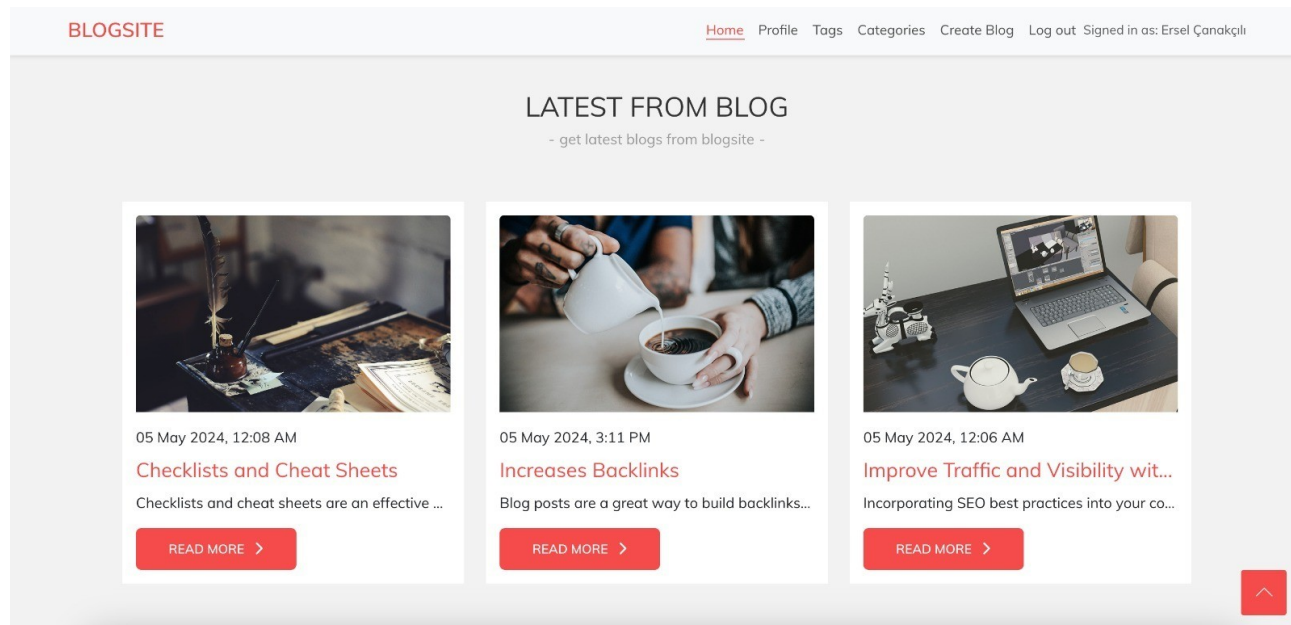 BLOGSITE
Home Profile Tags Categories Create Blog Log out Signed in as: Ersel Çanakçılı
LATEST FROM BLOG
- get latest blogs from blogsite -
05 May 2024, 12:08 AM
Checklists and Cheat Sheets
Checklists and cheat sheets are an effective ...
READ MORE
05 May 2024, 3:11 PM
Increases Backlinks
Blog posts are a great way to build backlinks...
READ MORE
05 May 2024, 12:06 AM
Improve Traffic and Visibility wit...
Incorporating SEO best practices into your co...
READ MORE